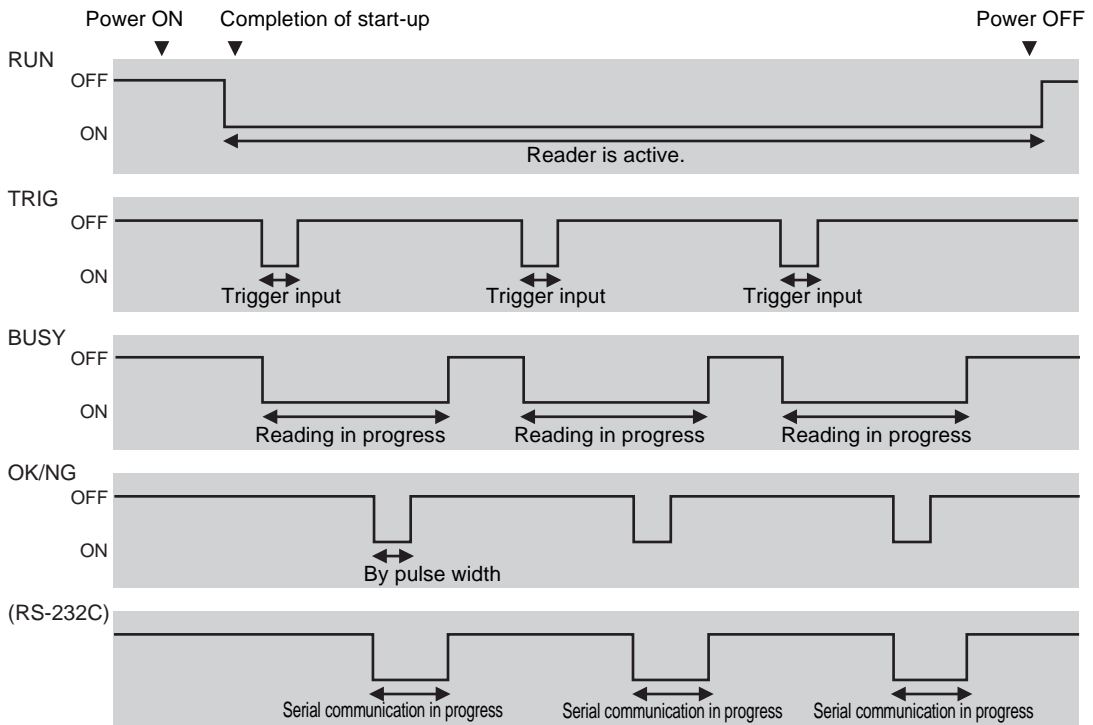 Power ON Completion of start-up Power OFF
RUN
OFF
ON
Reader is active.
TRIG
OFF
ON
Trigger input Trigger input Trigger input
BUSY
OFF
ON
Reading in progress Reading in progress Reading in progress
OK/NG
OFF
ON
By pulse width
(RS-232C)
Serial communication in progress Serial communication in progress Serial communication in progress